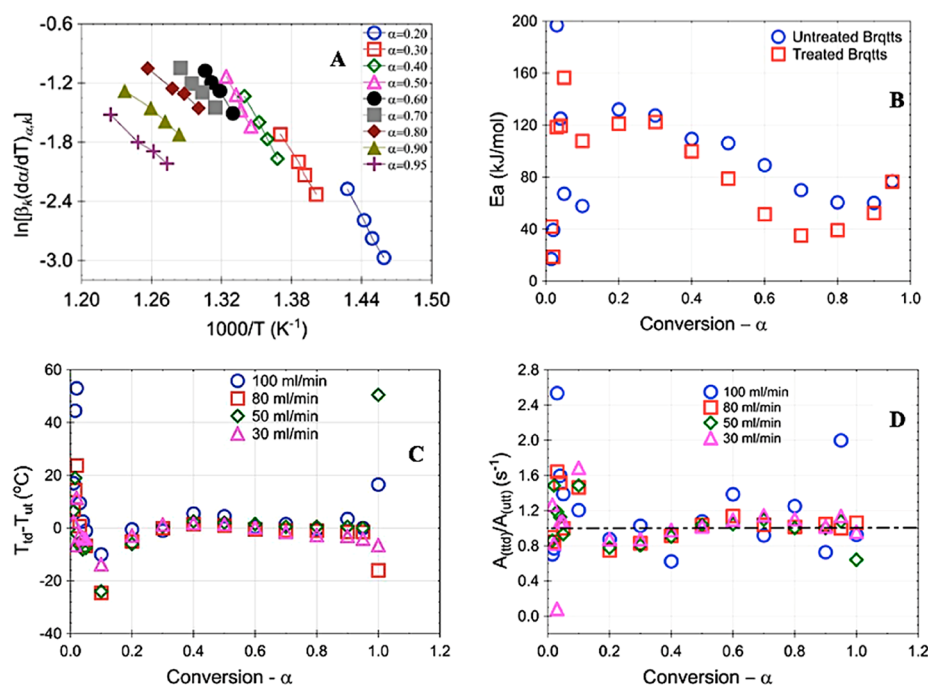 -0.6
-1.2
-1.8
-2.4
-3.0
ln[βₖ(dα/dT)α,k]
1.20
1.26
1.32
1.38
1.44
1.50
1000/T (K⁻¹)
A
α=0.20
α=0.30
α=0.40
α=0.50
α=0.60
α=0.70
α=0.80
α=0.90
α=0.95
200
160
120
80
40
0
Ea (kJ/mol)
0.0
0.2
0.4
0.6
0.8
1.0
Conversion – α
Untreated Brqtts
Treated Brqtts
B
60
40
20
0
-20
-40
Ttd-Tut (°C)
0.0
0.2
0.4
0.6
0.8
1.0
1.2
Conversion - α
100 ml/min
80 ml/min
50 ml/min
30 ml/min
C
2.8
2.4
2.0
1.6
1.2
0.8
0.4
0.0
A(ttd)/A(utt) (s⁻¹)
0.0
0.2
0.4
0.6
0.8
1.0
1.2
Conversion – α
100 ml/min
80 ml/min
50 ml/min
30 ml/min
D